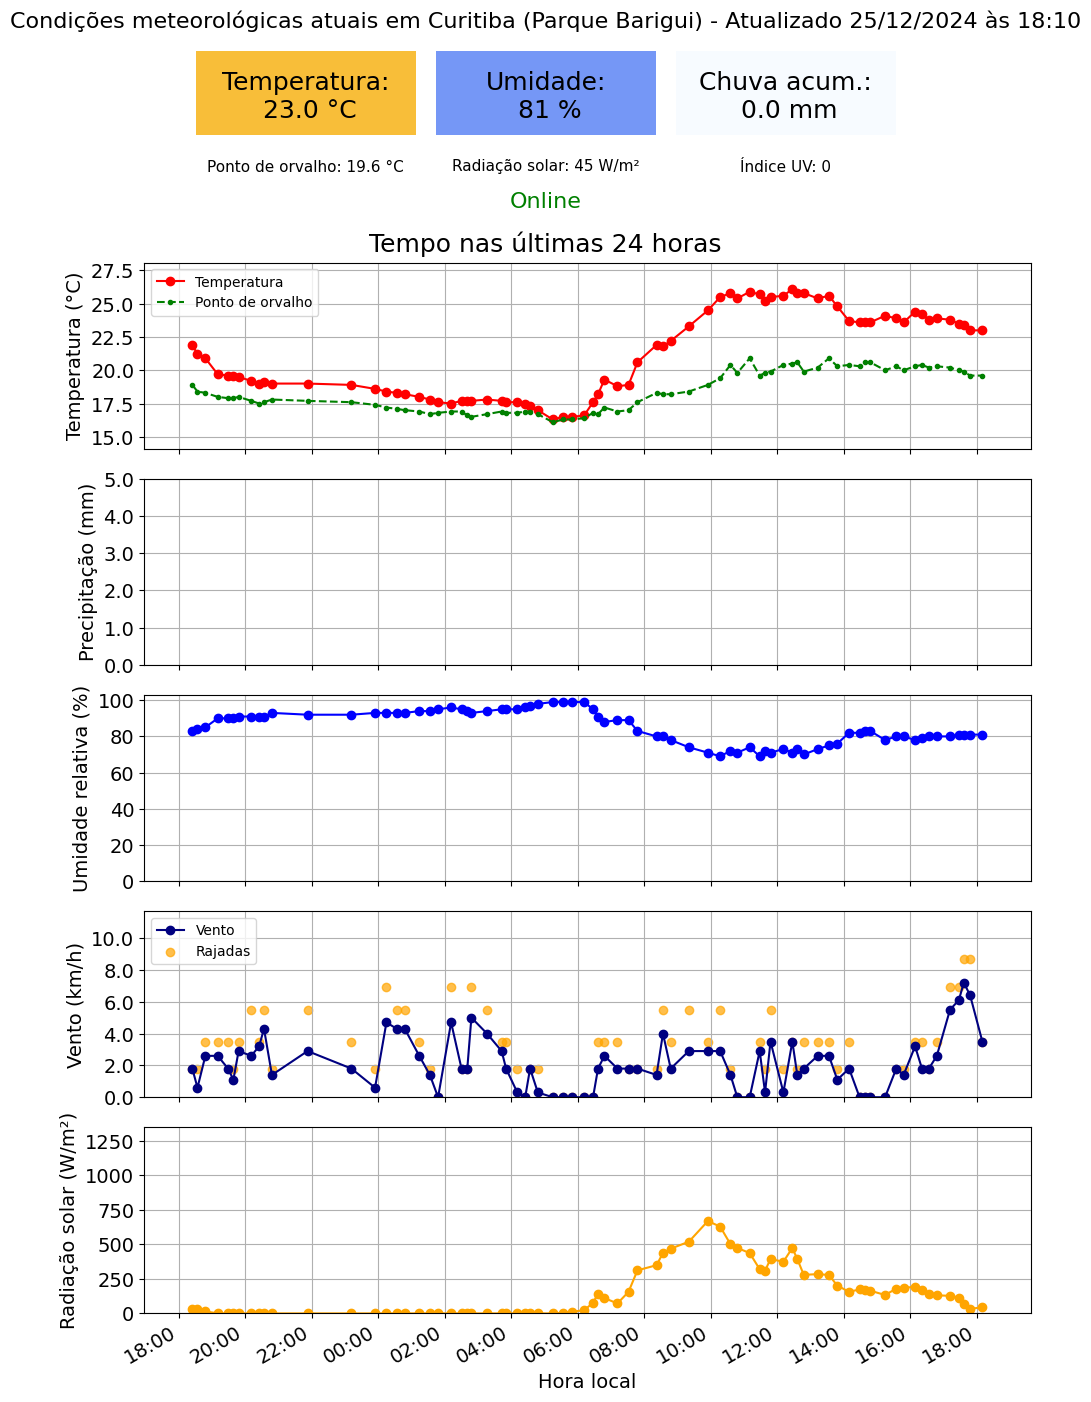 Condições meteorológicas atuais em Curitiba (Parque Barigui) - Atualizado 25/12/2024 às 18:10
Temperatura:
23.0 °C
Umidade:
81 %
Chuva acum.:
0.0 mm
Ponto de orvalho: 19.6 °C
Radiação solar: 45 W/m²
Índice UV: 0
Online
Tempo nas últimas 24 horas
Temperatura (°C)
27.5
25.0
22.5
20.0
17.5
15.0
Temperatura
Ponto de orvalho
Precipitação (mm)
5.0
4.0
3.0
2.0
1.0
0.0
Umidade relativa (%)
100
80
60
40
20
0
Vento (km/h)
10.0
8.0
6.0
4.0
2.0
0.0
Vento
Rajadas
Radiação solar (W/m²)
1250
1000
750
500
250
0
18:00
20:00
22:00
00:00
02:00
04:00
06:00
08:00
10:00
12:00
14:00
16:00
18:00
Hora local